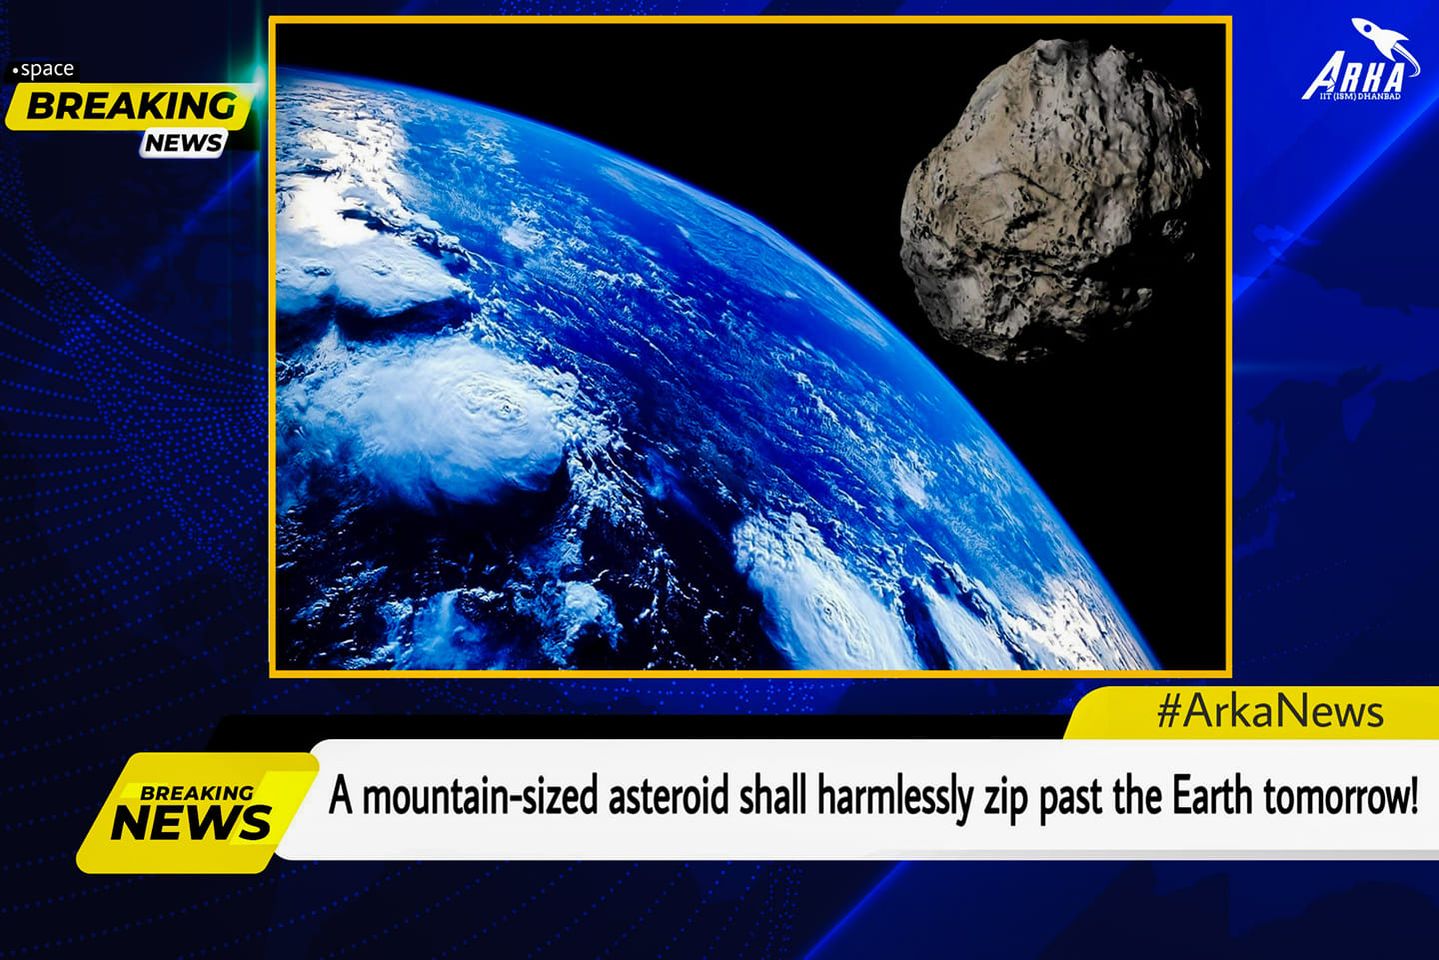 •space
BREAKING
NEWS
ARKA
IIT (ISM) DHANBAD
#ArkaNews
BREAKING
NEWS
A mountain-sized asteroid shall harmlessly zip past the Earth tomorrow!